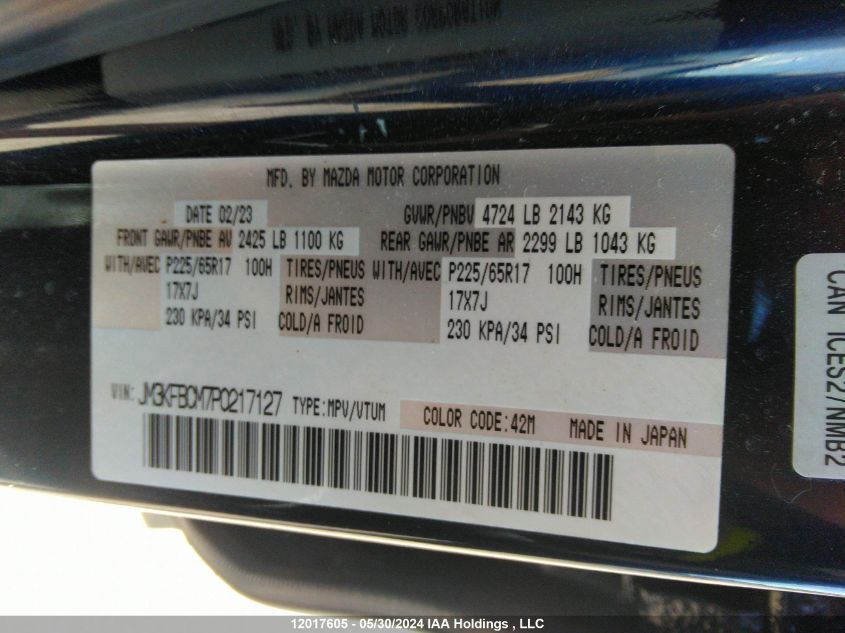 MFD. BY MAZDA MOTOR CORPORATION
DATE 02/23 GVWR/PNBV 4724 LB 2143 KG
FRONT GAWR/PNBE AV 2425 LB 1100 KG REAR GAWR/PNBE AR 2299 LB 1043 KG
WITH/AVEC P225/65R17 100H TIRES/PNEUS WITH/AVEC P225/65R17 100H TIRES/PNEUS
17X7J RIMS/JANTES 17X7J RIMS/JANTES
230 KPA/34 PSI COLD/A FROID 230 KPA/34 PSI COLD/A FROID
VIN: JM3KFBCM7P0217127 TYPE:MPV/VTUM COLOR CODE:42M MADE IN JAPAN
CAN ICES2/NMB2
12017605 - 05/30/2024 IAA Holdings , LLC